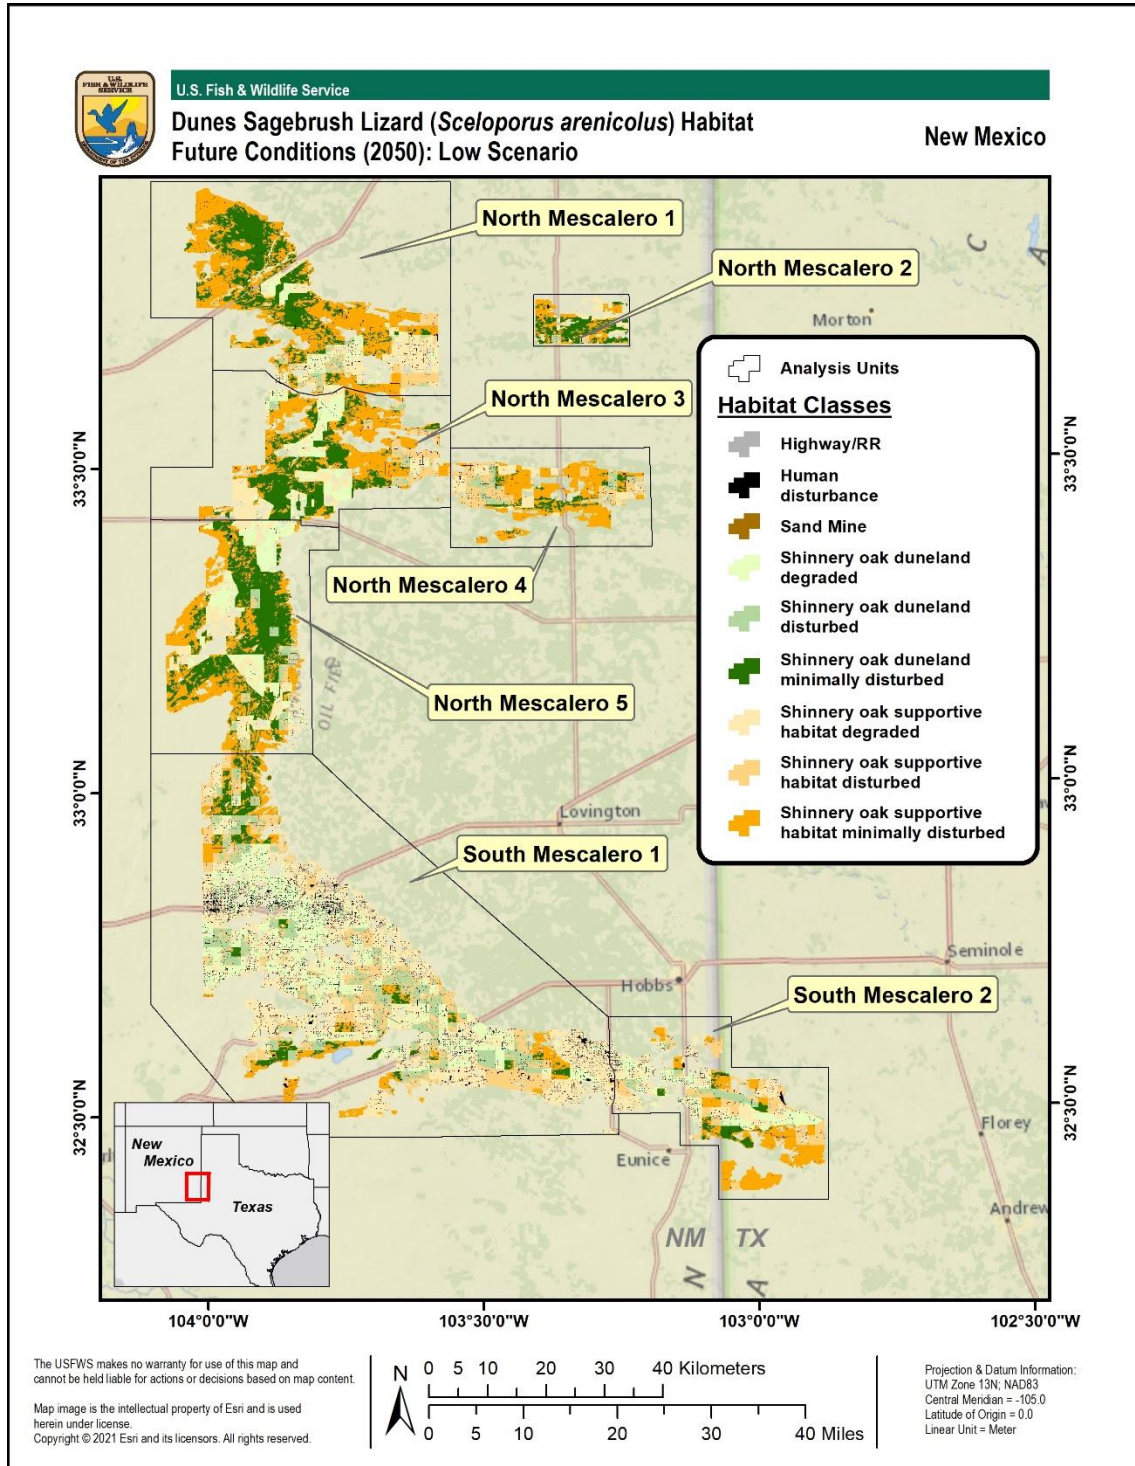 U.S.
FISH & WILDLIFE
SERVICE
DEPARTMENT OF THE INTERIOR
U.S. Fish & Wildlife Service
Dunes Sagebrush Lizard (Sceloporus arenicolus) Habitat
Future Conditions (2050): Low Scenario
New Mexico
North Mescalero 1
North Mescalero 2
North Mescalero 3
North Mescalero 4
North Mescalero 5
South Mescalero 1
South Mescalero 2
C
A
Morton
OIL FIELD
Lovington
Hobbs
Seminole
Eunice
Florey
Andrew
NM
TX
N
A
Analysis Units
Habitat Classes
Highway/RR
Human
disturbance
Sand Mine
Shinnery oak duneland
degraded
Shinnery oak duneland
disturbed
Shinnery oak duneland
minimally disturbed
Shinnery oak supportive
habitat degraded
Shinnery oak supportive
habitat disturbed
Shinnery oak supportive
habitat minimally disturbed
33°30'0"N
33°0'0"N
32°30'0"N
33°30'0"N
33°0'0"N
32°30'0"N
New
Mexico
Texas
104°0'0"W
103°30'0"W
103°0'0"W
102°30'0"W
The USFWS makes no warranty for use of this map and
cannot be held liable for actions or decisions based on map content.
Map image is the intellectual property of Esri and is used
herein under license.
Copyright © 2021 Esri and its licensors. All rights reserved.
N
0 5 10 20 30 40 Kilometers
0 5 10 20 30 40 Miles
Projection & Datum Information:
UTM Zone 13N; NAD83
Central Meridian = -105.0
Latitude of Origin = 0.0
Linear Unit = Meter